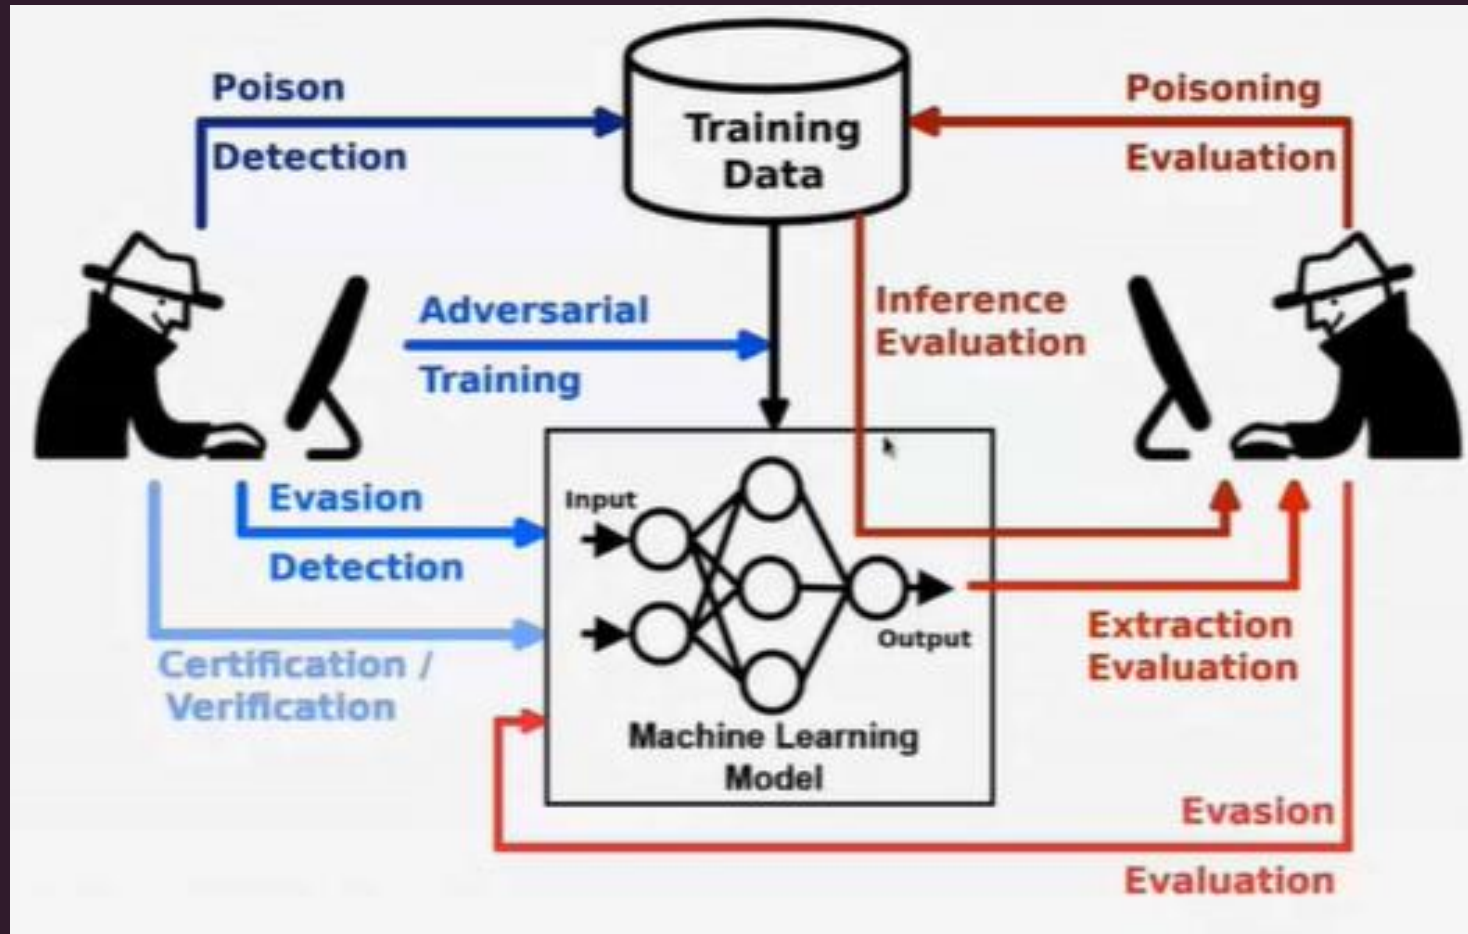 Poison
Detection
Training
Data
Poisoning
Evaluation
Adversarial
Training
Inference
Evaluation
Evasion
Detection
Input
Output
Certification /
Verification
Extraction
Evaluation
Machine Learning
Model
Evasion
Evaluation